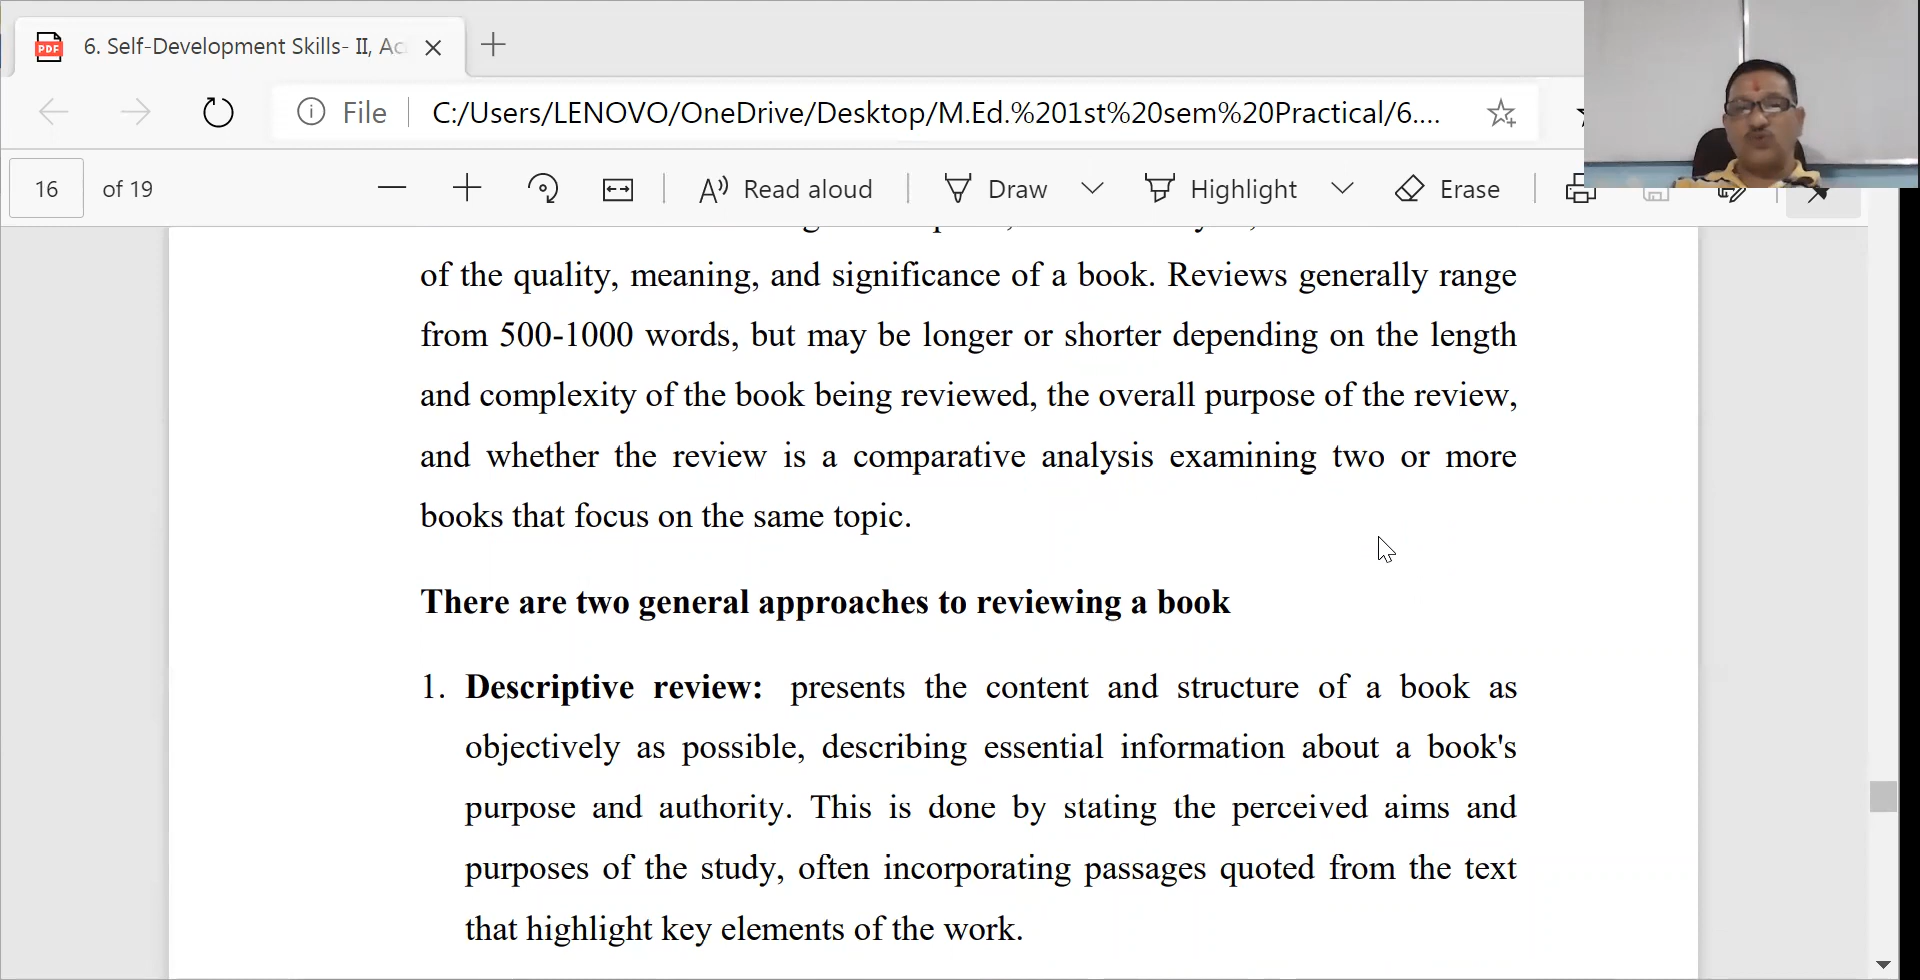 6. Self-Development Skills- II, Ac
File
C:/Users/LENOVO/OneDrive/Desktop/M.Ed.%201st%20sem%20Practical/6....
16 of 19
Read aloud
Draw
Highlight
Erase
of the quality, meaning, and significance of a book. Reviews generally range
from 500-1000 words, but may be longer or shorter depending on the length
and complexity of the book being reviewed, the overall purpose of the review,
and whether the review is a comparative analysis examining two or more
books that focus on the same topic.
There are two general approaches to reviewing a book
1. Descriptive review: presents the content and structure of a book as
objectively as possible, describing essential information about a book's
purpose and authority. This is done by stating the perceived aims and
purposes of the study, often incorporating passages quoted from the text
that highlight key elements of the work.